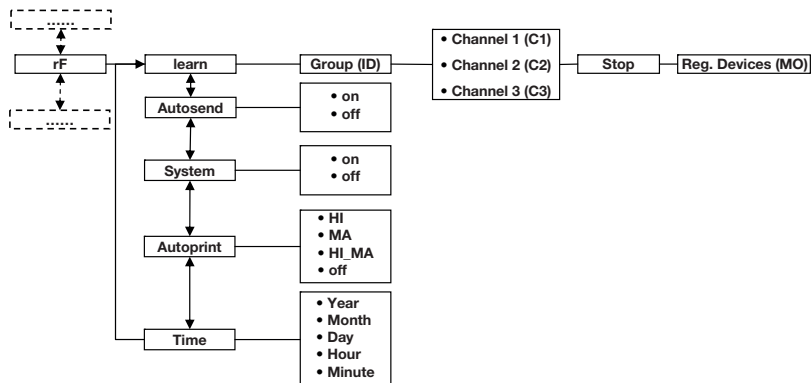 ......
rF
......
learn
Group (ID)
• Channel 1 (C1)
• Channel 2 (C2)
• Channel 3 (C3)
Stop
Reg. Devices (MO)
Autosend
• on
• off
System
• on
• off
Autoprint
• HI
• MA
• HI_MA
• off
Time
• Year
• Month
• Day
• Hour
• Minute